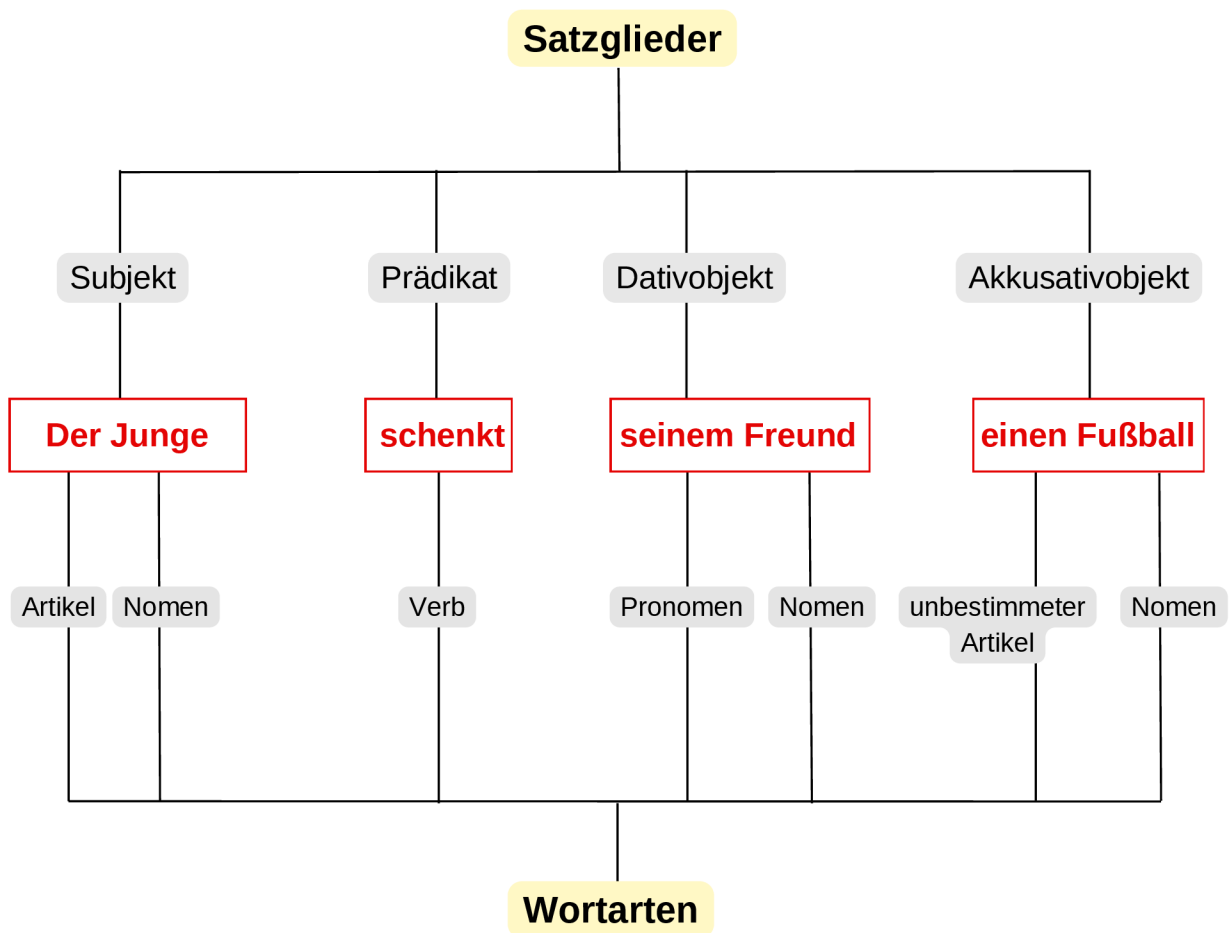 Satzglieder
Subjekt
Prädikat
Dativobjekt
Akkusativobjekt
Der Junge
schenkt
seinem Freund
einen Fußball
Artikel
Nomen
Verb
Pronomen
Nomen
unbestimmeter
Artikel
Nomen
Wortarten